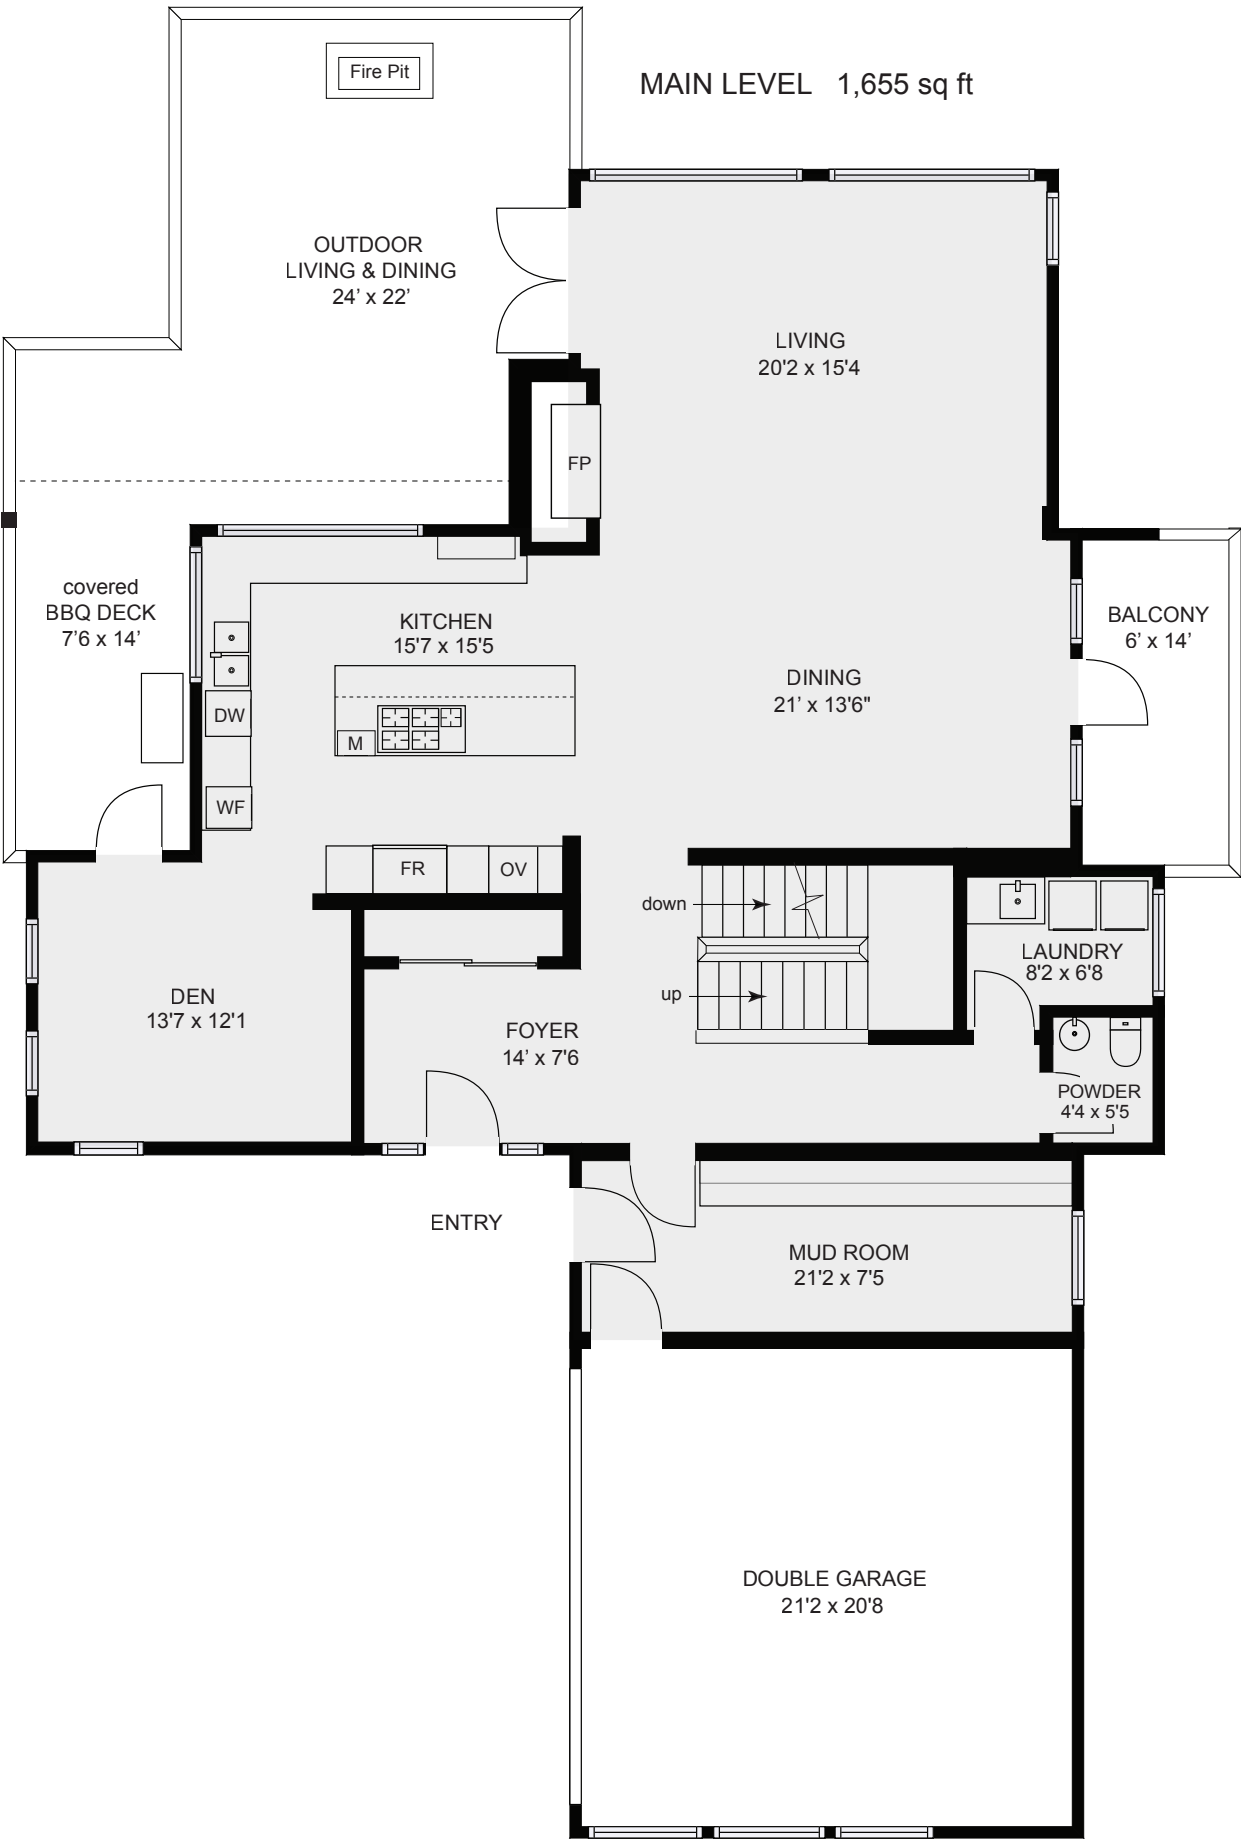 Fire Pit
MAIN LEVEL 1,655 sq ft
OUTDOOR
LIVING & DINING
24’ x 22’
LIVING
20'2 x 15'4
FP
covered
BBQ DECK
7’6 x 14’
KITCHEN
15'7 x 15'5
BALCONY
6’ x 14’
DINING
21’ x 13'6"
DW
M
WF
FR
OV
down
LAUNDRY
8'2 x 6'8
up
DEN
13'7 x 12'1
FOYER
14’ x 7'6
POWDER
4'4 x 5'5
ENTRY
MUD ROOM
21'2 x 7'5
DOUBLE GARAGE
21'2 x 20'8